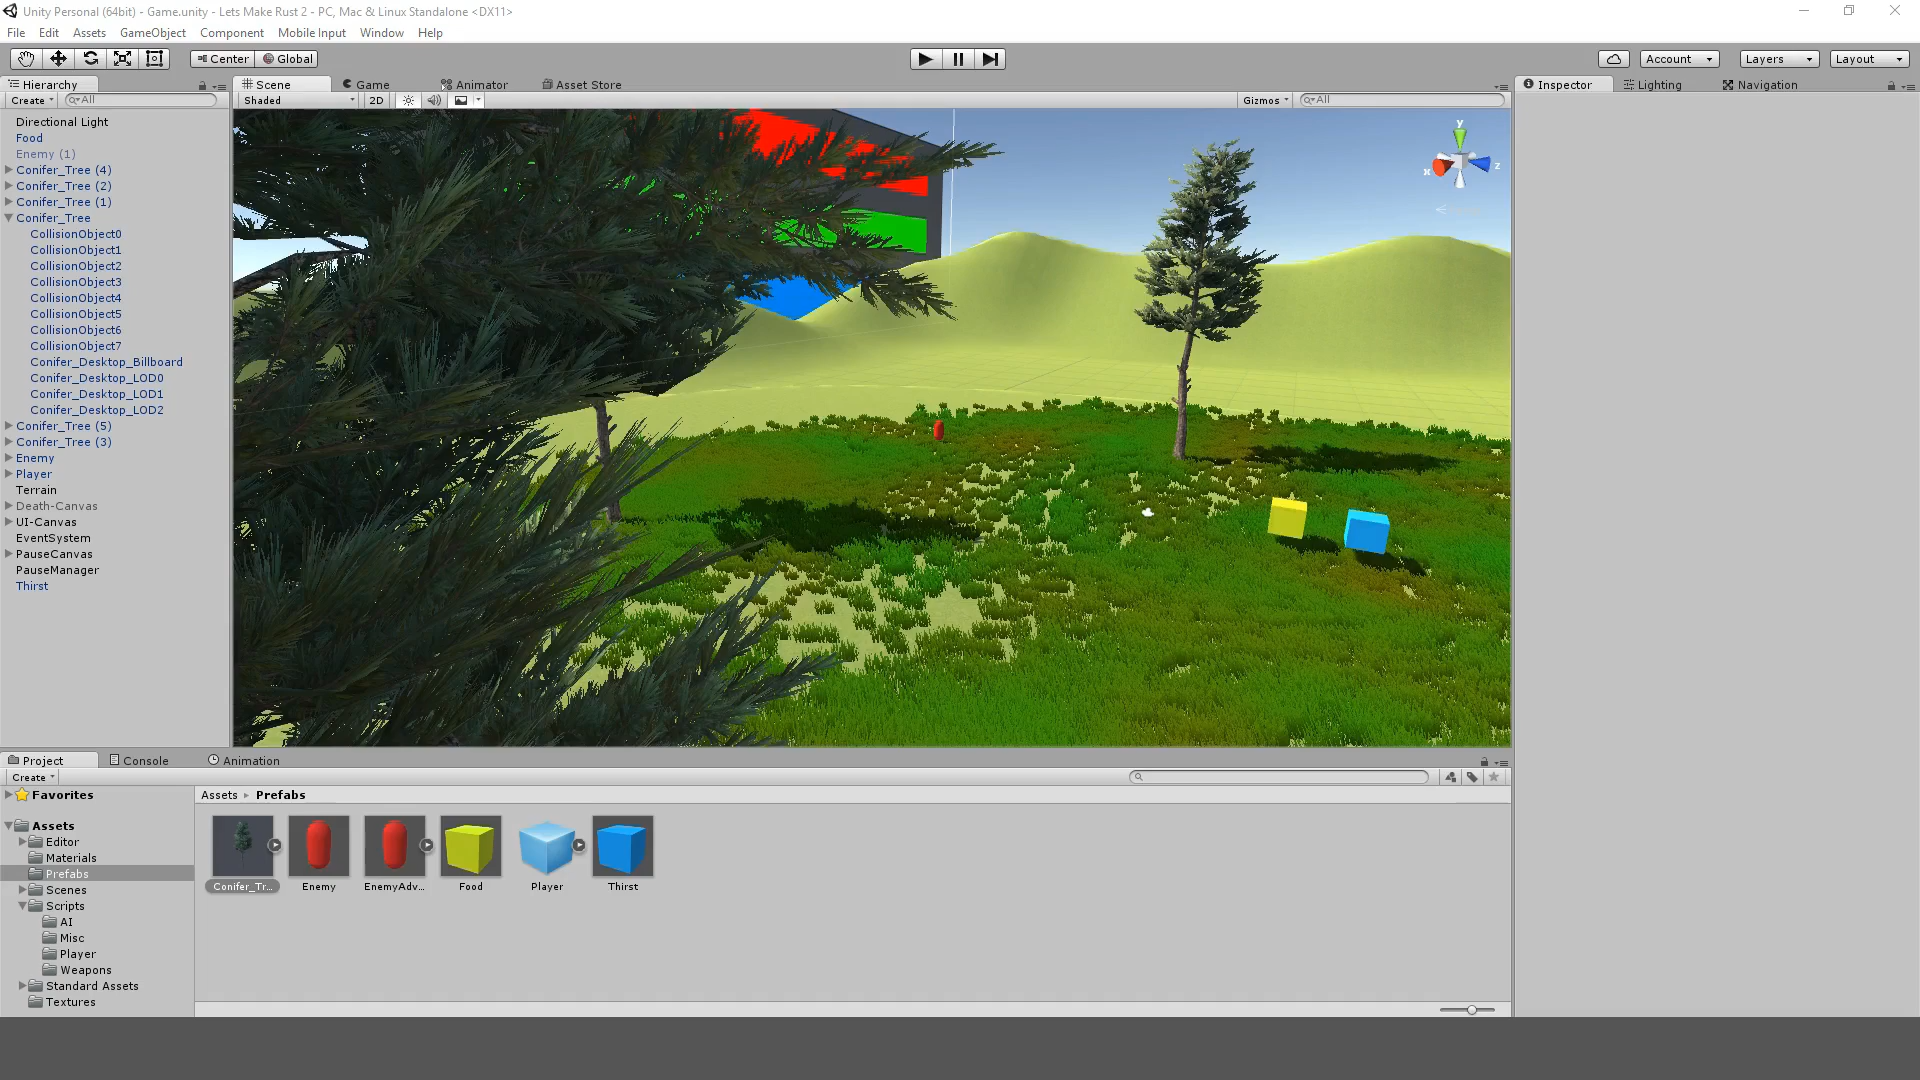 Unity Personal (64bit) - Game.unity - Lets Make Rust 2 - PC, Mac & Linux Standalone <DX11>
File Edit Assets GameObject Component Mobile Input Window Help
Center Global Account Layers Layout
Hierarchy Scene Game Animator Asset Store Inspector Lighting Navigation
Create All Shaded 2D Gizmos All
Directional Light
Food
Enemy (1)
Conifer_Tree (4)
Conifer_Tree (2)
Conifer_Tree (1)
Conifer_Tree
CollisionObject0
CollisionObject1
CollisionObject2
CollisionObject3
CollisionObject4
CollisionObject5
CollisionObject6
CollisionObject7
Conifer_Desktop_Billboard
Conifer_Desktop_LOD0
Conifer_Desktop_LOD1
Conifer_Desktop_LOD2
Conifer_Tree (5)
Conifer_Tree (3)
Enemy
Player
Terrain
Death-Canvas
UI-Canvas
EventSystem
PauseCanvas
PauseManager
Thirst
y
x z
Project Console Animation
Create
Favorites
Assets
Editor
Materials
Prefabs
Scenes
Scripts
AI
Misc
Player
Weapons
Standard Assets
Textures
Assets Prefabs
Conifer_Tr... Enemy EnemyAdv... Food Player Thirst